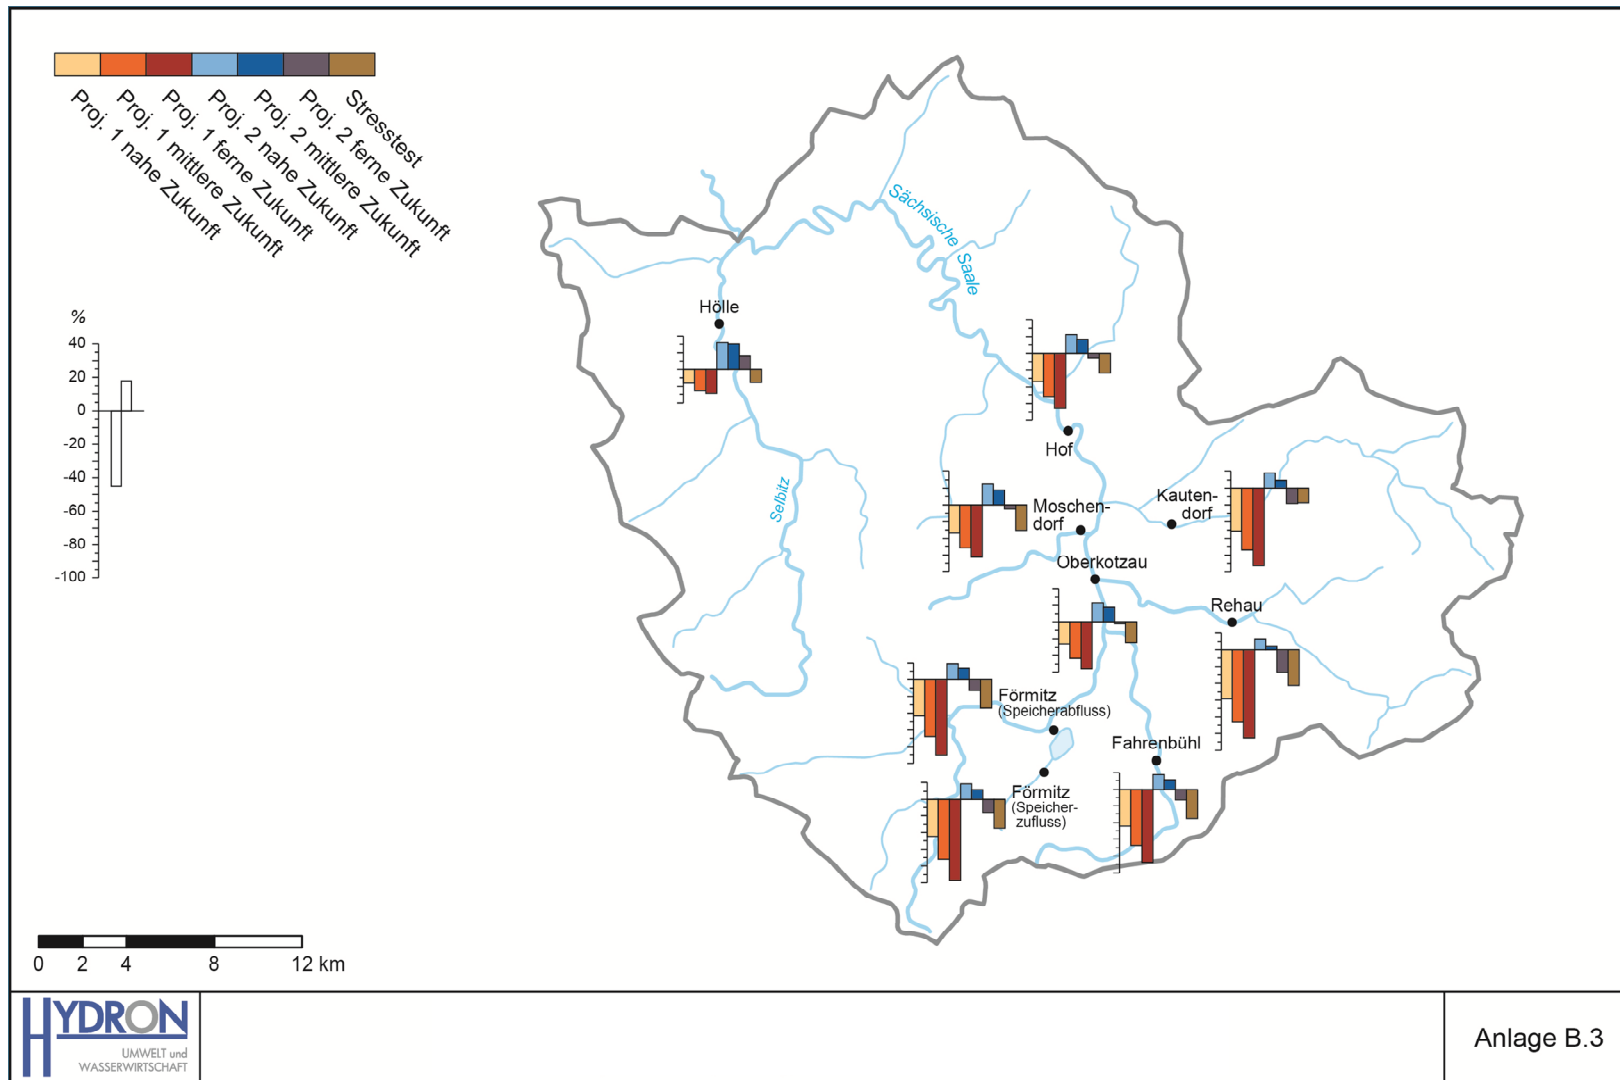 Proj. 1 nahe Zukunft
Proj. 1 mittlere Zukunft
Proj. 1 ferne Zukunft
Proj. 2 nahe Zukunft
Proj. 2 mittlere Zukunft
Proj. 2 ferne Zukunft
Stresstest
%
40
20
0
-20
-40
-60
-80
-100
Sächsische Saale
Hölle
Hof
Selbitz
Moschen-
dorf
Kauten-
dorf
Oberkotzau
Rehau
Förmitz
(Speicherabfluss)
Fahrenbühl
Förmitz
(Speicher-
zufluss)
0 2 4 8 12 km
HYDRON
UMWELT und
WASSERWIRTSCHAFT
Anlage B.3